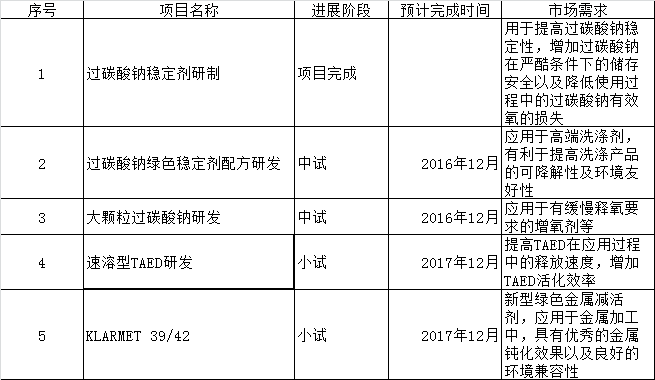 序号 项目名称 进展阶段 预计完成时间 市场需求
1 过碳酸钠稳定剂研制 项目完成
用于提高过碳酸钠稳
定性，增加过碳酸钠
在严酷条件下的储存
安全以及降低使用过
程中的过碳酸钠有效
氧的损失
2 过碳酸钠绿色稳定剂配方研发 中试 2016年12月
应用于高端洗涤剂，
有利于提高洗涤产品
的可降解性及环境友
好性
3 大颗粒过碳酸钠研发 中试 2016年12月
应用于有缓慢释氧要
求的增氧剂等
4 速溶型TAED研发 小试 2017年12月
提高TAED在应用过程
中的释放速度，增加
TAED活化效率
5 KLARMET 39/42 小试 2017年12月
新型绿色金属减活
剂，应用于金属加工
中，具有优秀的金属
钝化效果以及良好的
环境兼容性